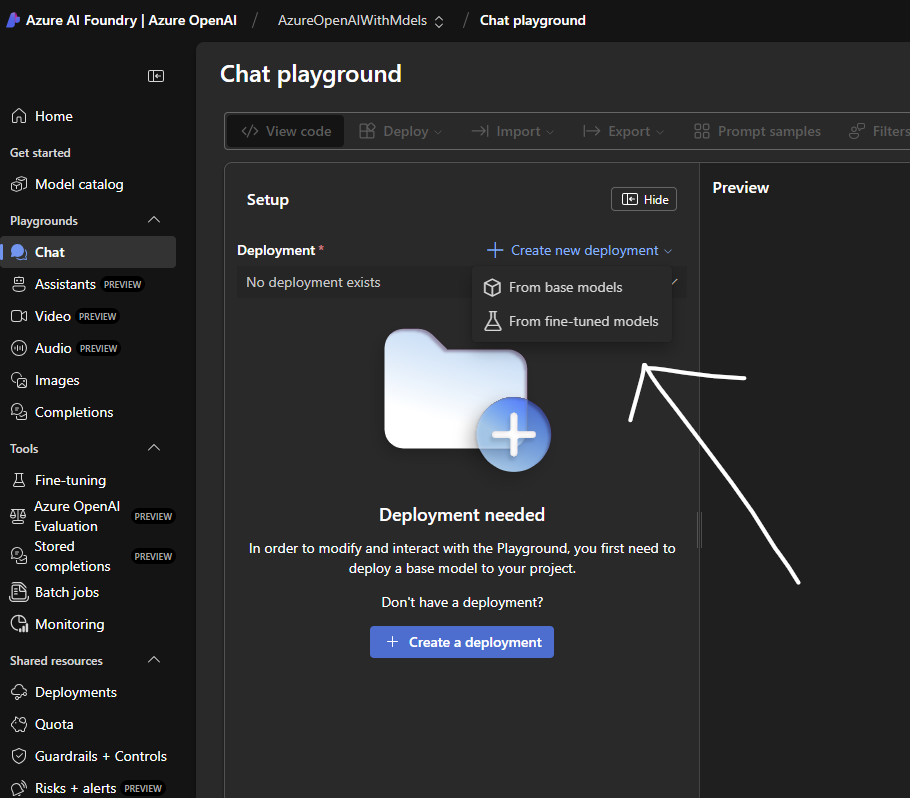 Azure AI Foundry | Azure OpenAI / AzureOpenAIWithMdels / Chat playground
Chat playground
Home
Get started
Model catalog
Playgrounds
Chat
Assistants PREVIEW
Video PREVIEW
Audio PREVIEW
Images
Completions
Tools
Fine-tuning
Azure OpenAI
Evaluation PREVIEW
Stored
completions PREVIEW
Batch jobs
Monitoring
Shared resources
Deployments
Quota
Guardrails + Controls
Risks + alerts PREVIEW
</> View code Deploy Import Export Prompt samples Filters
Setup
Hide
Deployment *
+ Create new deployment
No deployment exists
From base models
From fine-tuned models
Deployment needed
In order to modify and interact with the Playground, you first need to
deploy a base model to your project.
Don't have a deployment?
+ Create a deployment
Preview